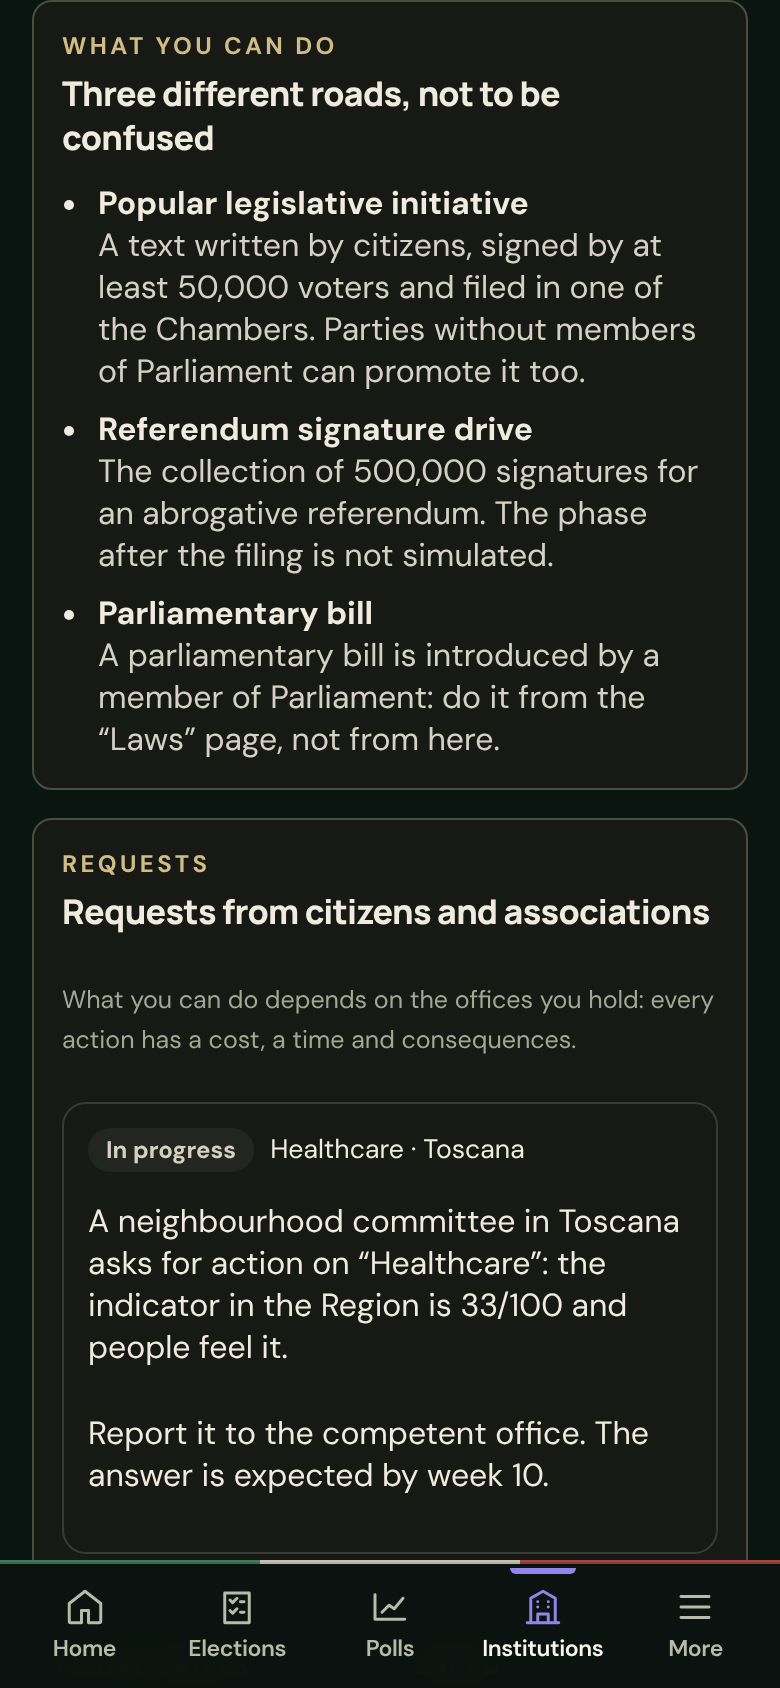 WHAT YOU CAN DO
Three different roads, not to be
confused
• Popular legislative initiative
A text written by citizens, signed by at
least 50,000 voters and filed in one of
the Chambers. Parties without members
of Parliament can promote it too.
• Referendum signature drive
The collection of 500,000 signatures for
an abrogative referendum. The phase
after the filing is not simulated.
• Parliamentary bill
A parliamentary bill is introduced by a
member of Parliament: do it from the
“Laws” page, not from here.
REQUESTS
Requests from citizens and associations
What you can do depends on the offices you hold: every
action has a cost, a time and consequences.
In progress Healthcare · Toscana
A neighbourhood committee in Toscana
asks for action on “Healthcare”: the
indicator in the Region is 33/100 and
people feel it.
Report it to the competent office. The
answer is expected by week 10.
Home Elections Polls Institutions More